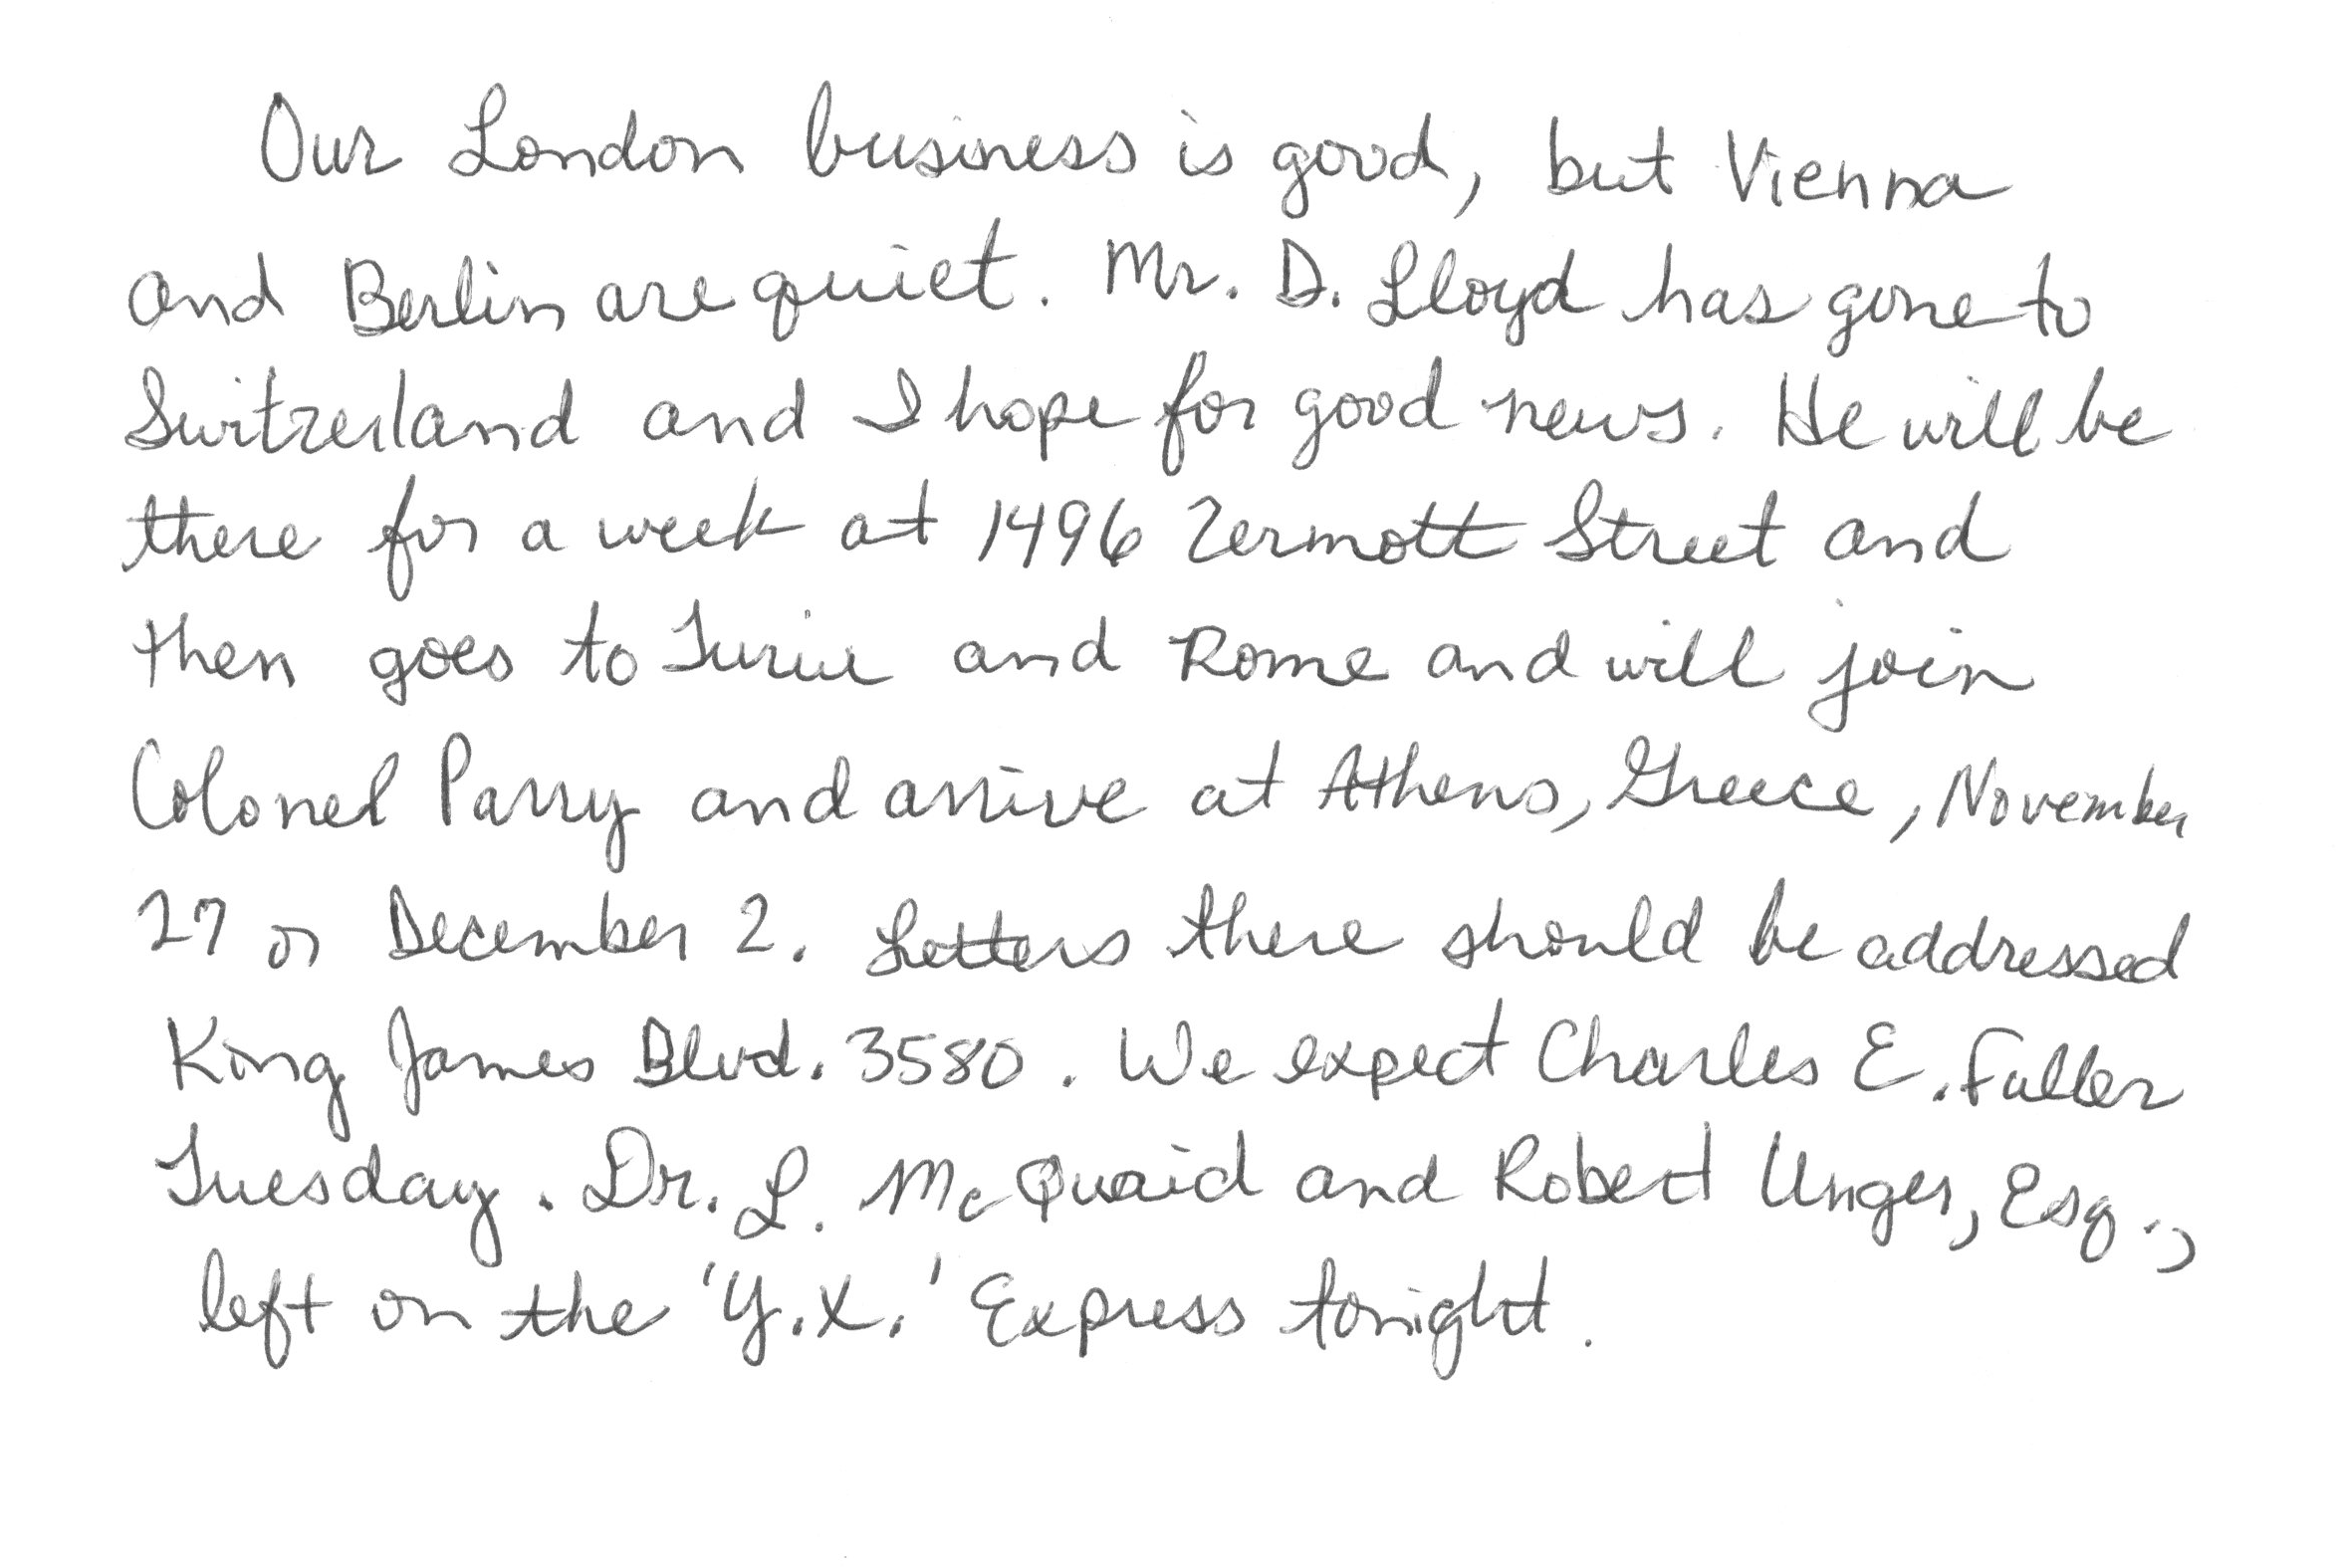 Our London business is good, but Vienna
and Berlin are quiet. Mr. D. Lloyd has gone to
Switzerland and I hope for good news. He will be
there for a week at 1496 Zermott Street and
then goes to Turin and Rome and will join
Colonel Parry and arrive at Athens, Greece, November
27 or December 2. Letters there should be addressed
King James Blvd. 3580. We expect Charles E. Fuller
Tuesday. Dr. L. McQuaid and Robert Unger, Esq.,
left on the 'Y.X.' Express tonight.